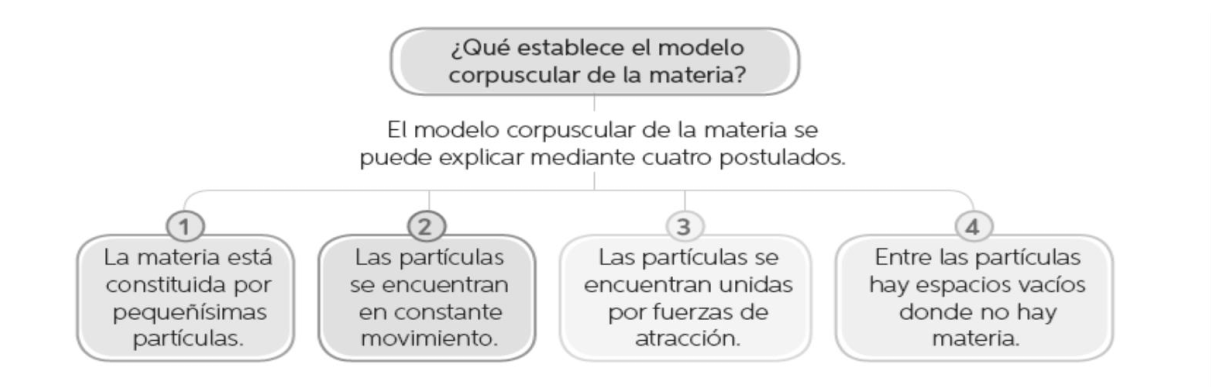 ¿Qué establece el modelo
corpuscular de la materia?
El modelo corpuscular de la materia se
puede explicar mediante cuatro postulados.
1
La materia está
constituida por
pequeñísimas
partículas.
2
Las partículas
se encuentran
en constante
movimiento.
3
Las partículas se
encuentran unidas
por fuerzas de
atracción.
4
Entre las partículas
hay espacios vacíos
donde no hay
materia.